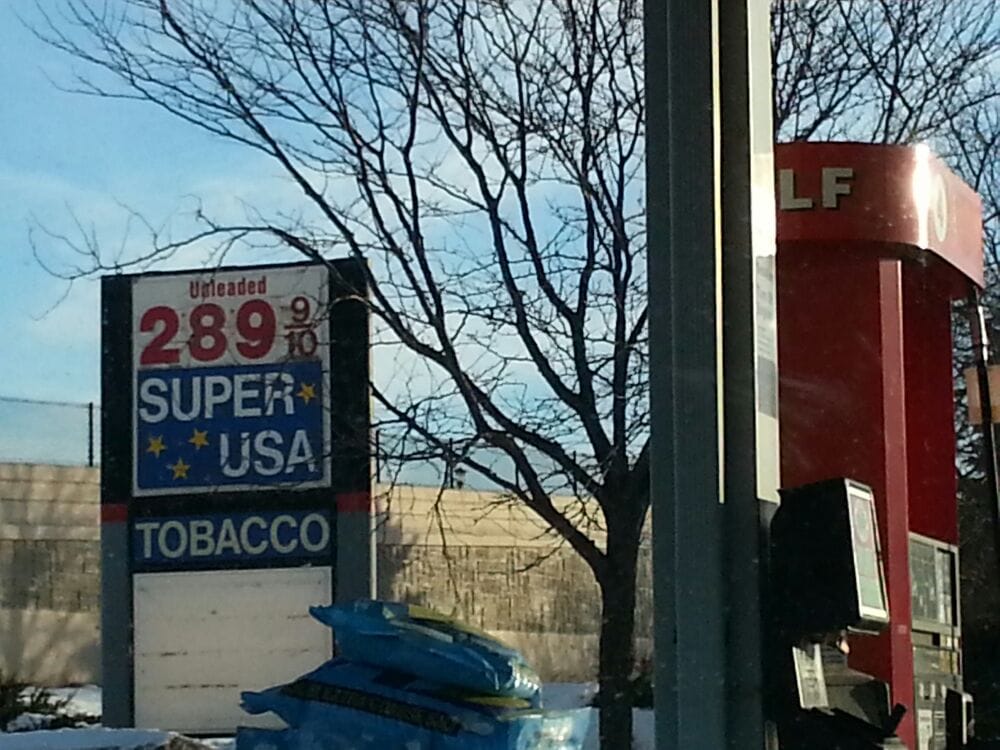 Unleaded
289 9/10
SUPER
USA
TOBACCO
LF